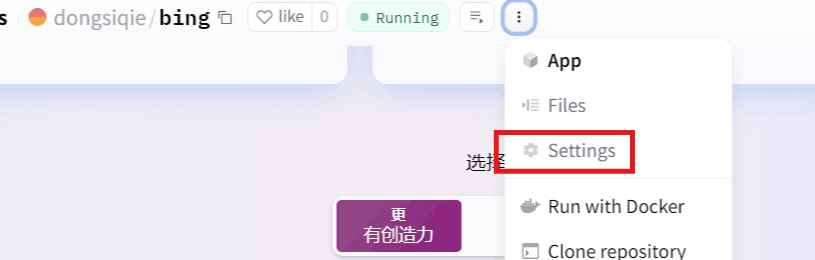 s dongsiqie/bing like 0 Running
App
Files
Settings
选择
更
有创造力
Run with Docker
Clone repository